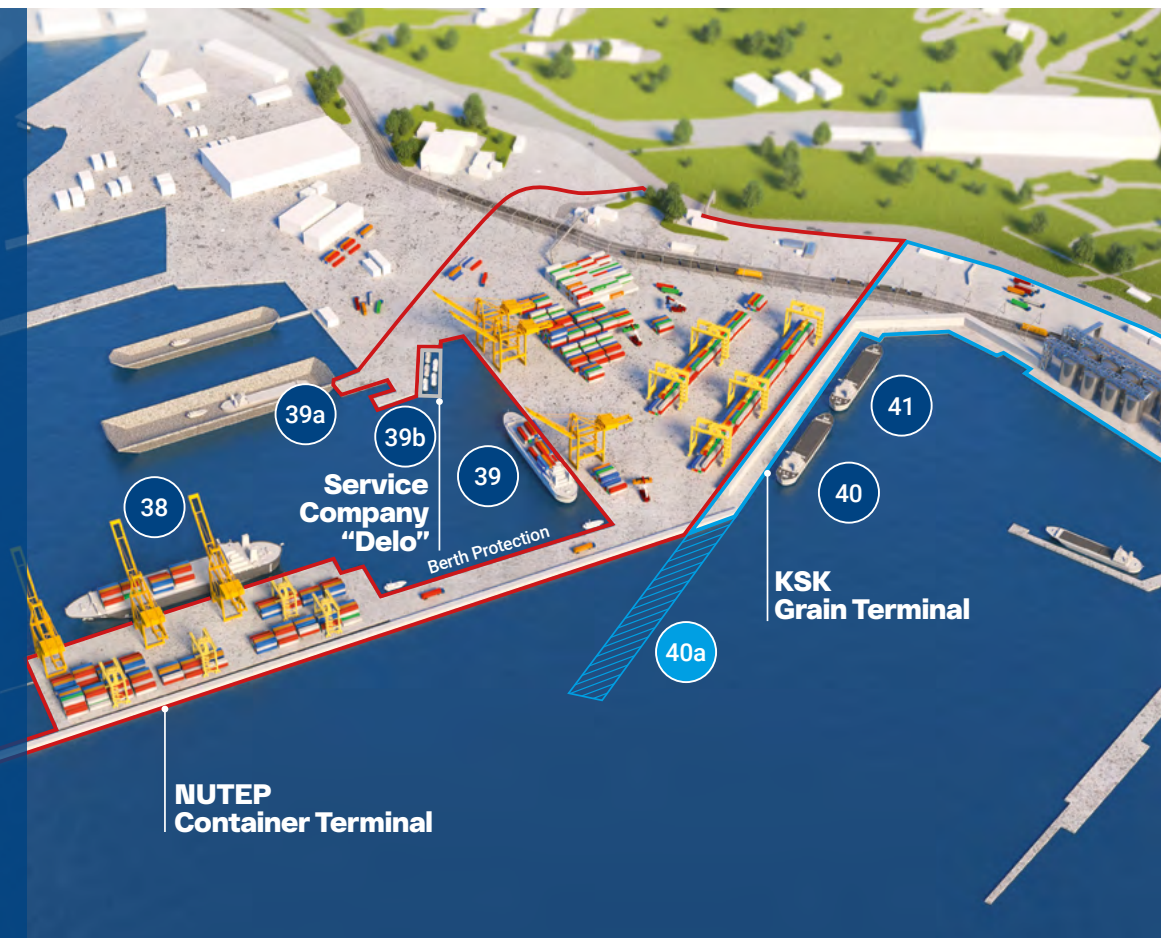 39a
39b
39
41
40
38
Service
Company
“Delo”
Berth Protection
KSK
Grain Terminal
40a
NUTEP
Container Terminal